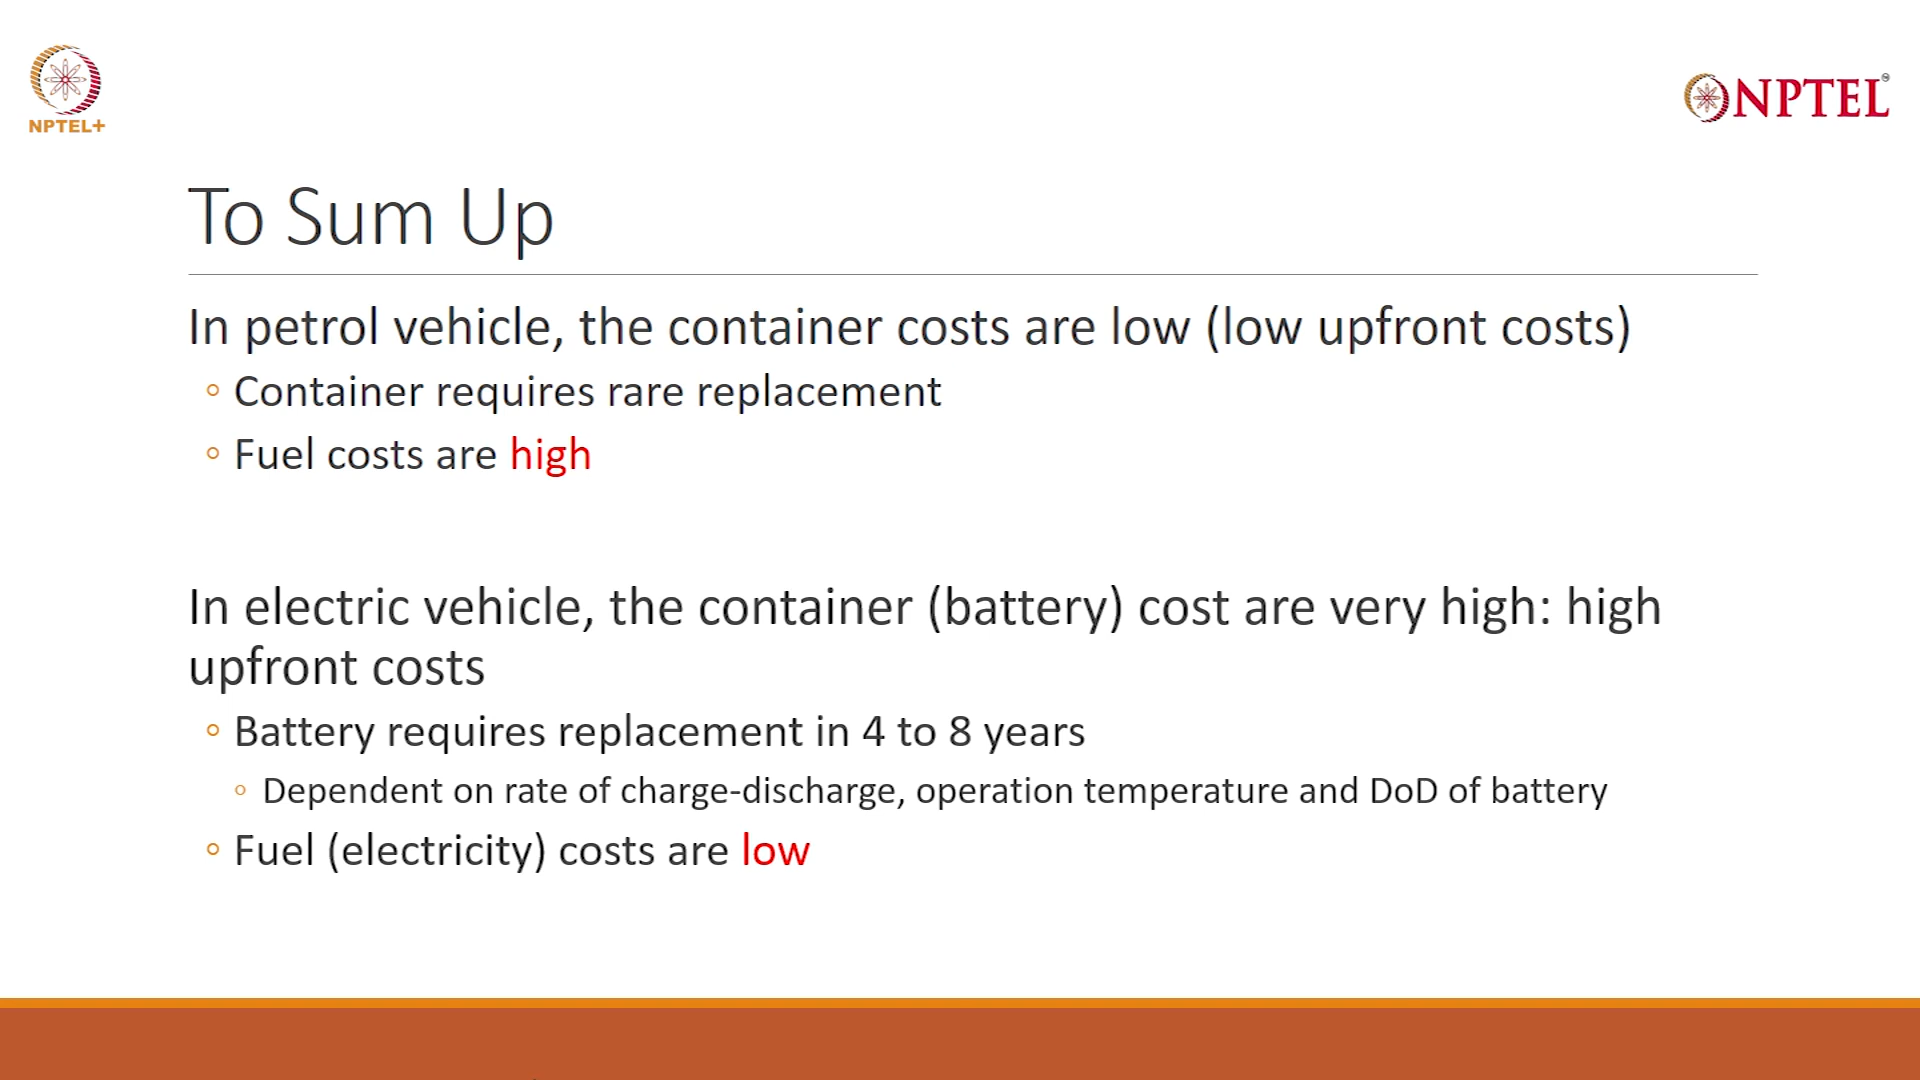 NPTEL+
NPTEL
To Sum Up
In petrol vehicle, the container costs are low (low upfront costs)
◦ Container requires rare replacement
◦ Fuel costs are high
In electric vehicle, the container (battery) cost are very high: high
upfront costs
◦ Battery requires replacement in 4 to 8 years
◦ Dependent on rate of charge-discharge, operation temperature and DoD of battery
◦ Fuel (electricity) costs are low